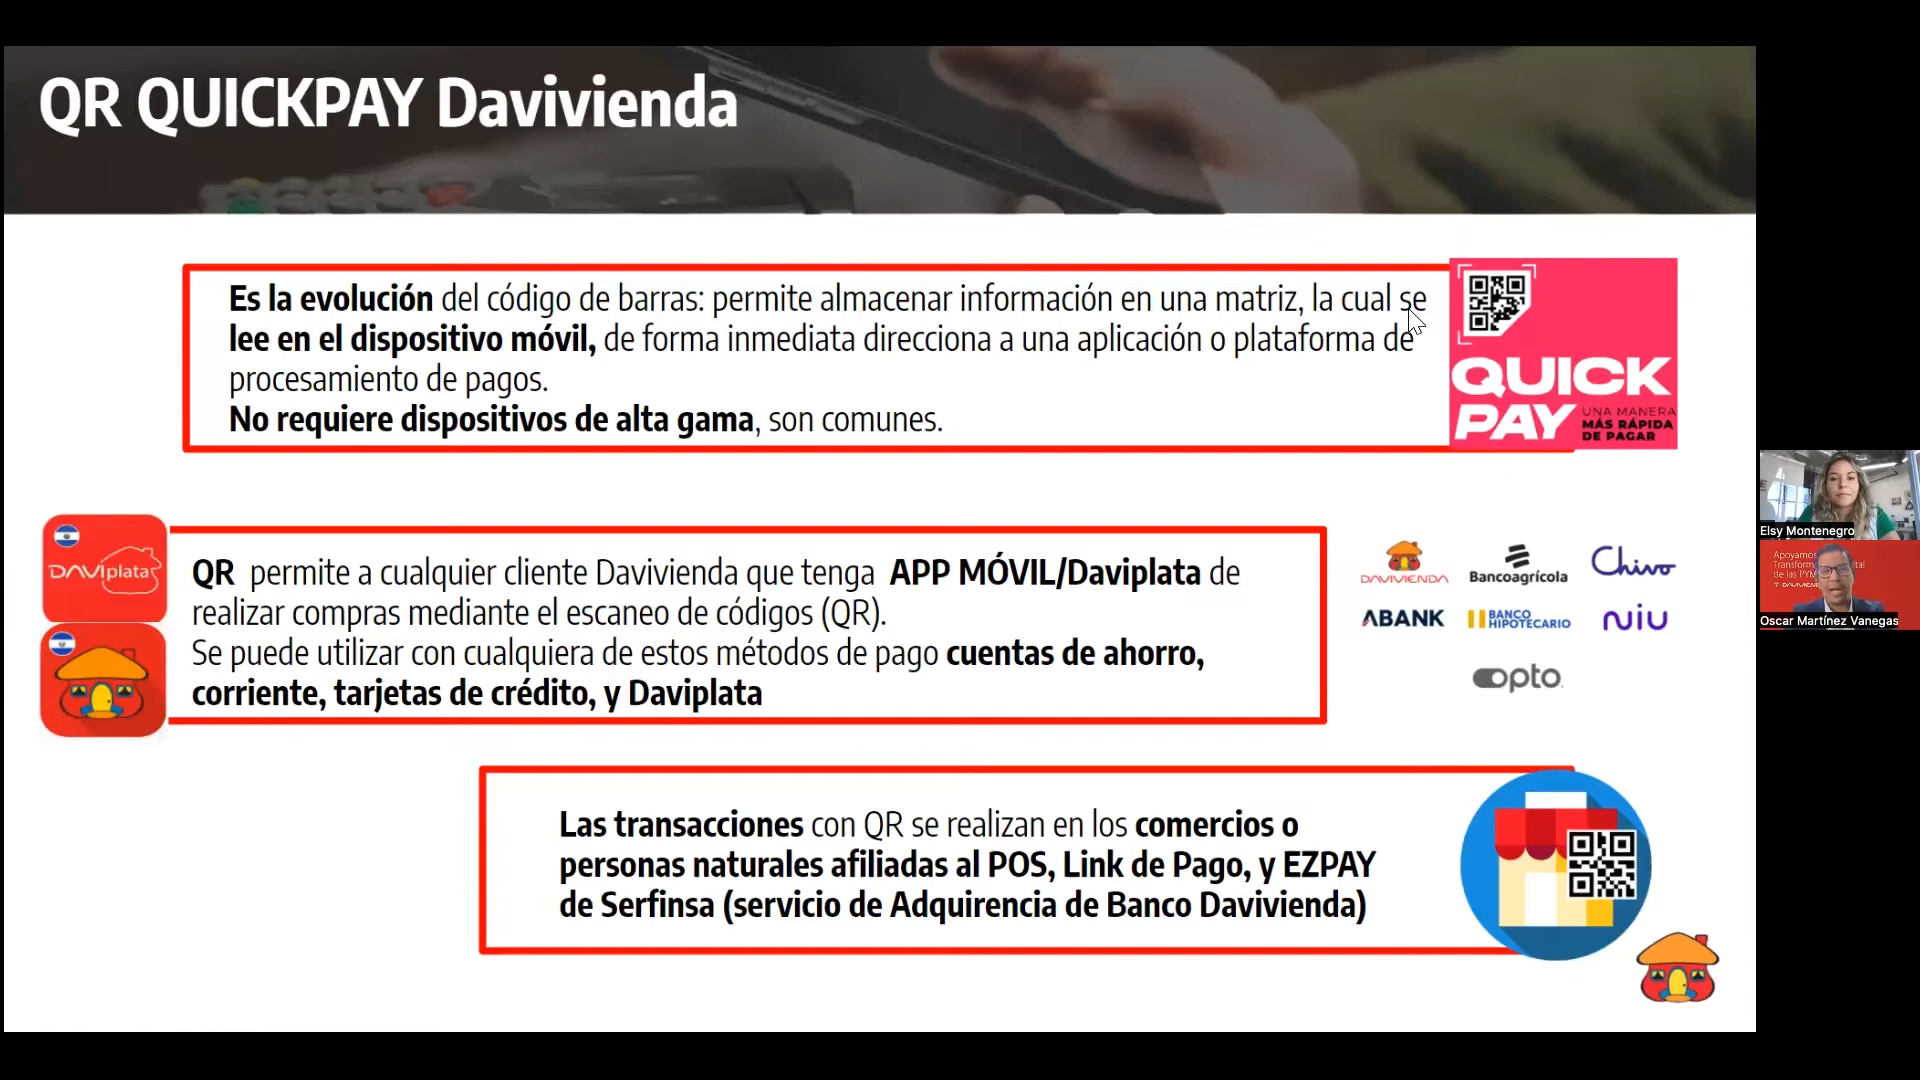 QR QUICKPAY Davivienda
Es la evolución del código de barras: permite almacenar información en una matriz, la cual se
lee en el dispositivo móvil, de forma inmediata direcciona a una aplicación o plataforma de
procesamiento de pagos.
No requiere dispositivos de alta gama, son comunes.
QUICK
PAY
UNA MANERA
MÁS RÁPIDA
DE PAGAR
DAVIplata
QR permite a cualquier cliente Davivienda que tenga APP MÓVIL/Daviplata de
realizar compras mediante el escaneo de códigos (QR).
Se puede utilizar con cualquiera de estos métodos de pago cuentas de ahorro,
corriente, tarjetas de crédito, y Daviplata
DAVIVIENDA
Bancoagrícola
Chivo
ABANK
BANCO
HIPOTECARIO
niu
opto
Las transacciones con QR se realizan en los comercios o
personas naturales afiliadas al POS, Link de Pago, y EZPAY
de Serfinsa (servicio de Adquirencia de Banco Davivienda)
Elsy Montenegro
Apoyamos
de las
Oscar Martínez Vanegas